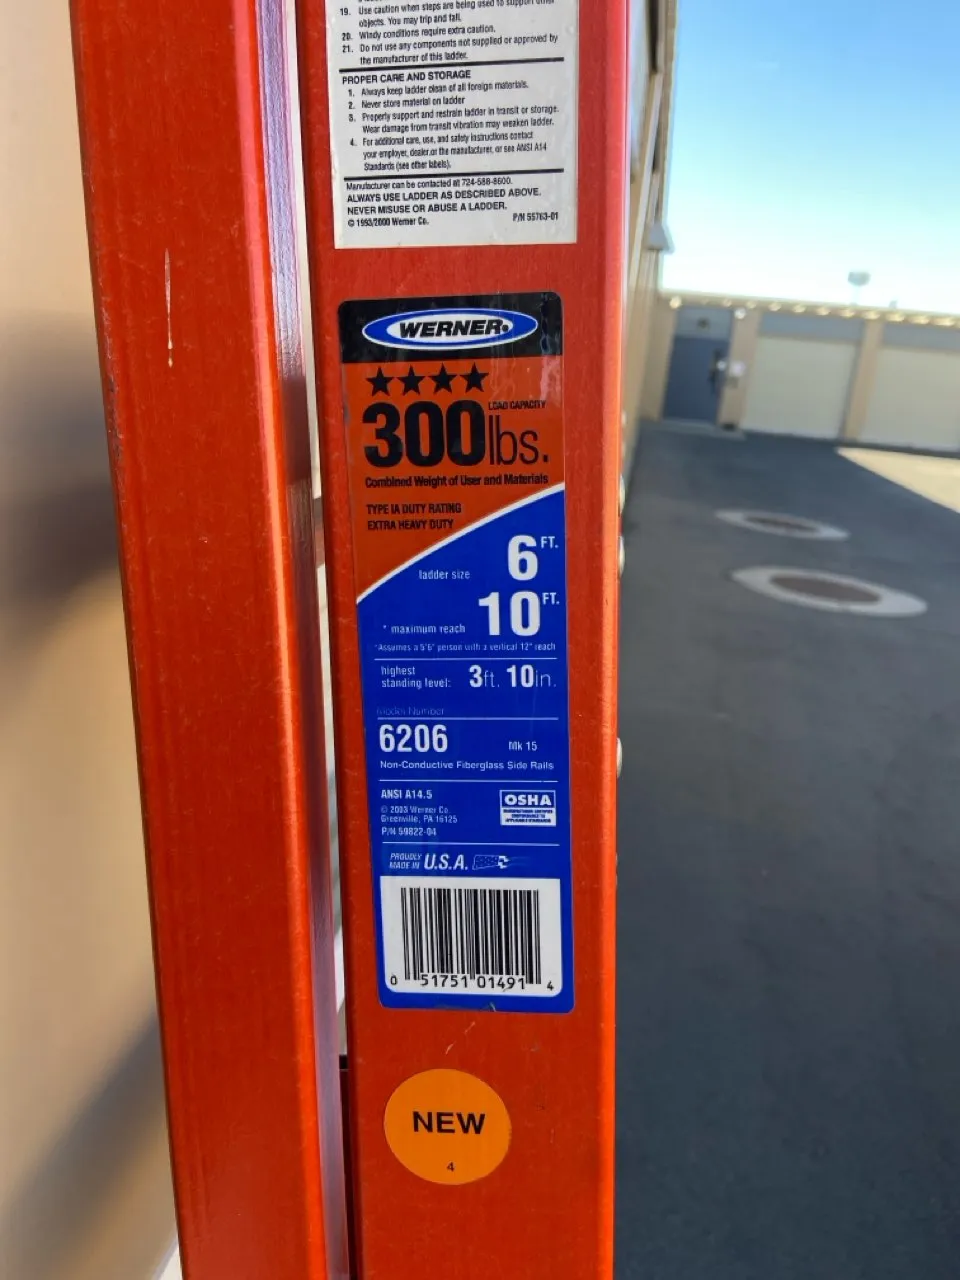 19. Use caution when steps are being used to support other
objects. You may trip and fall.
20. Windy conditions require extra caution.
21. Do not use any components not supplied or approved by
the manufacturer of this ladder.
PROPER CARE AND STORAGE
1. Always keep ladder clean of all foreign materials.
2. Never store material on ladder
3. Properly support and restrain ladder in transit or storage.
Wear damage from transit vibration may weaken ladder.
4. For additional care, use, and safety instructions contact
your employer, dealer, or the manufacturer, or see ANSI A14
Standards (see other labels).
Manufacturer can be contacted at 724-588-8600.
ALWAYS USE LADDER AS DESCRIBED ABOVE.
NEVER MISUSE OR ABUSE A LADDER.
© 1993/2000 Werner Co. P/N 55763-01
WERNER
LOAD CAPACITY
300 lbs.
Combined Weight of User and Materials
TYPE IA DUTY RATING
EXTRA HEAVY DUTY
ladder size 6 FT.
* maximum reach 10 FT.
*Assumes a 5'6" person with a vertical 12" reach
highest
standing level: 3ft. 10in.
Model Number
6206 Mk 15
Non-Conductive Fiberglass Side Rails
ANSI A14.5
© 2003 Werner Co.
Greenville, PA 16125
P/N 59822-04
OSHA
PROUDLY
MADE IN U.S.A.
0 51751 01491 4
NEW
4